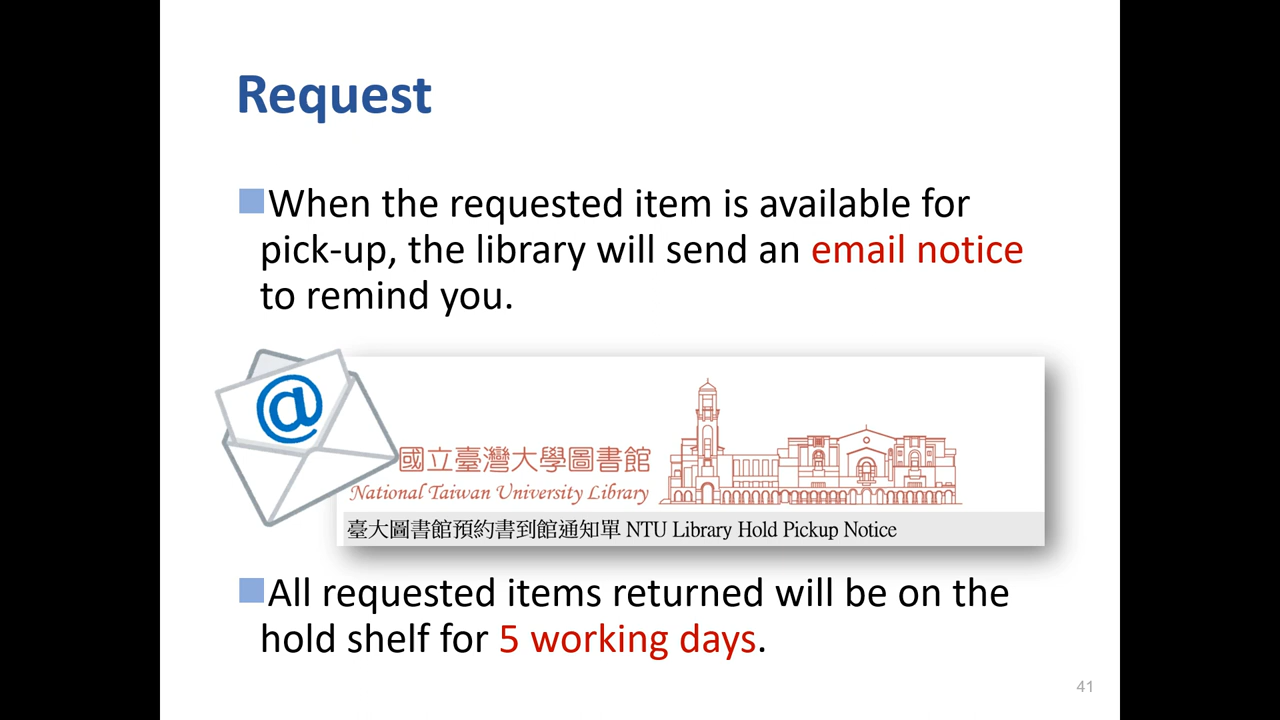 Request
When the requested item is available for
pick-up, the library will send an email notice
to remind you.
@
國立臺灣大學圖書館
National Taiwan University Library
臺大圖書館預約書到館通知單 NTU Library Hold Pickup Notice
All requested items returned will be on the
hold shelf for 5 working days.
41